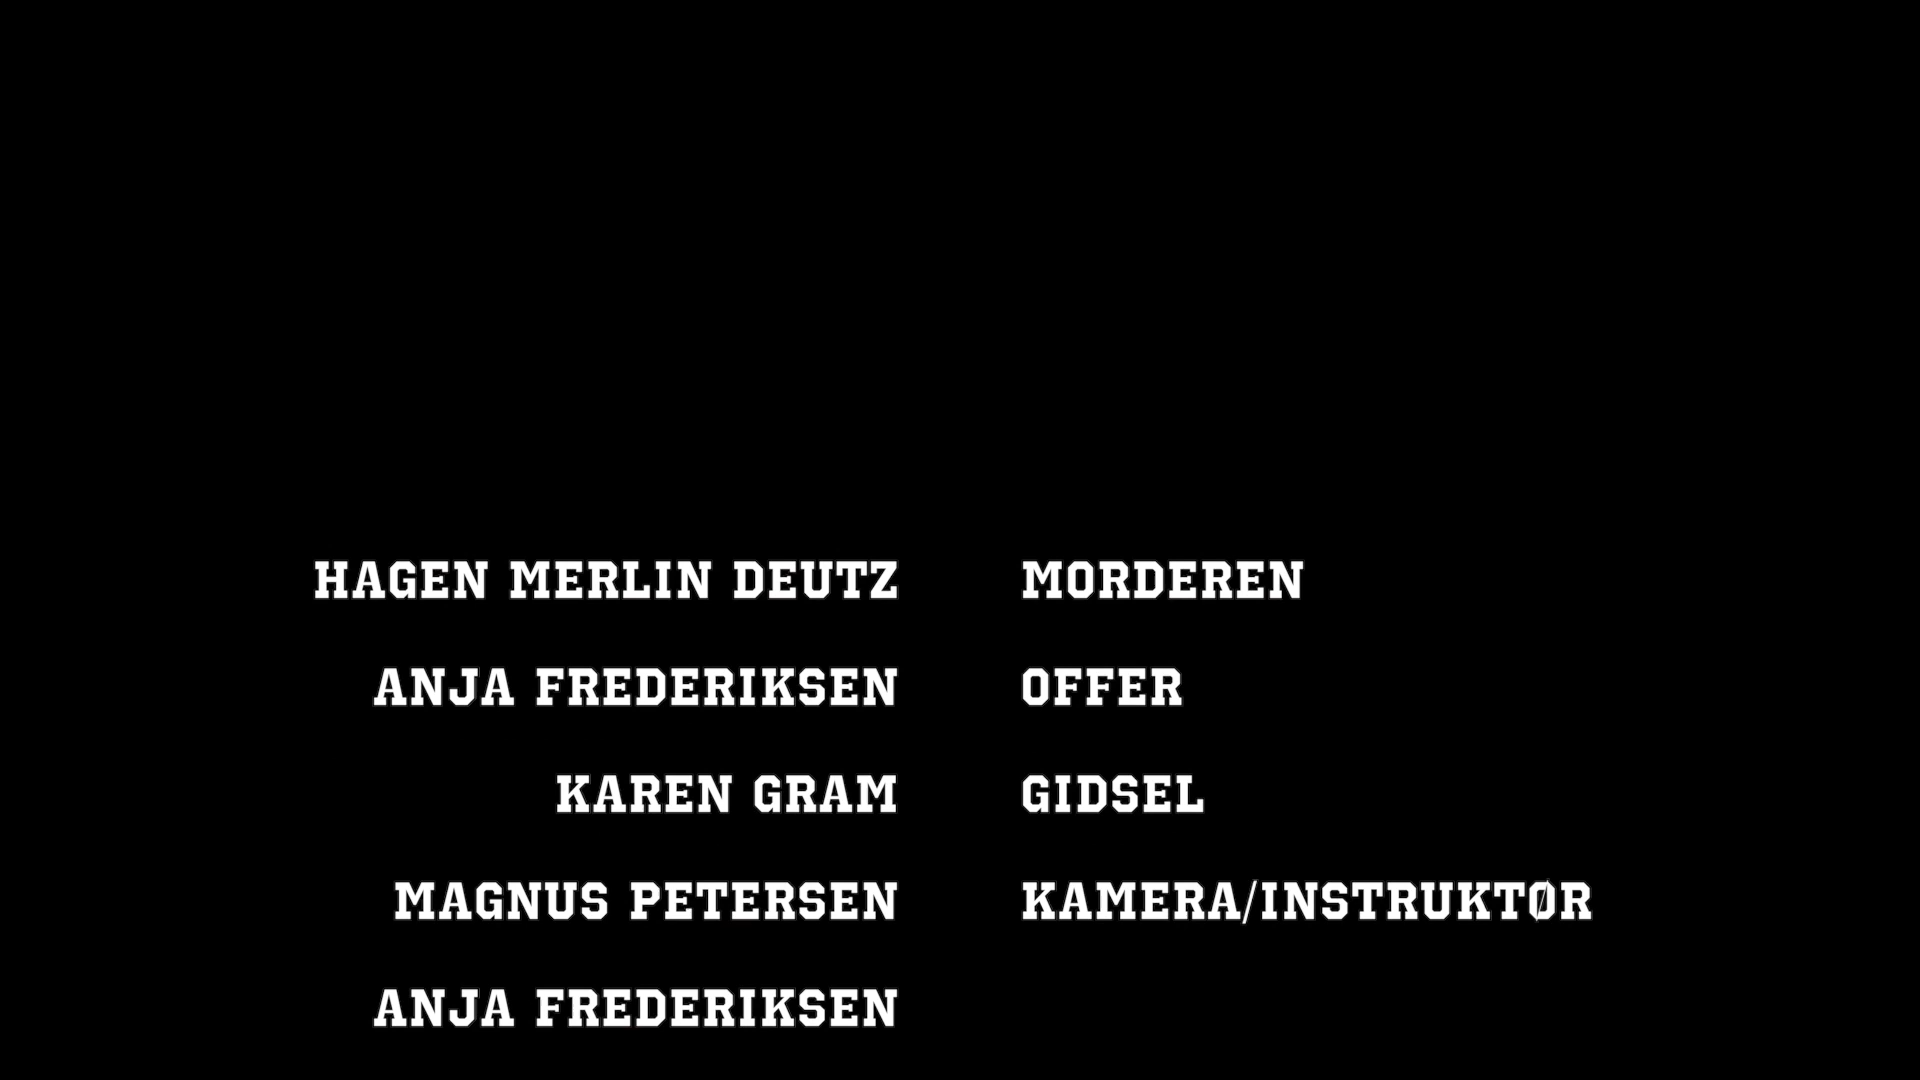 HAGEN MERLIN DEUTZ MORDEREN
ANJA FREDERIKSEN OFFER
KAREN GRAM GIDSEL
MAGNUS PETERSEN KAMERA/INSTRUKTØR
ANJA FREDERIKSEN